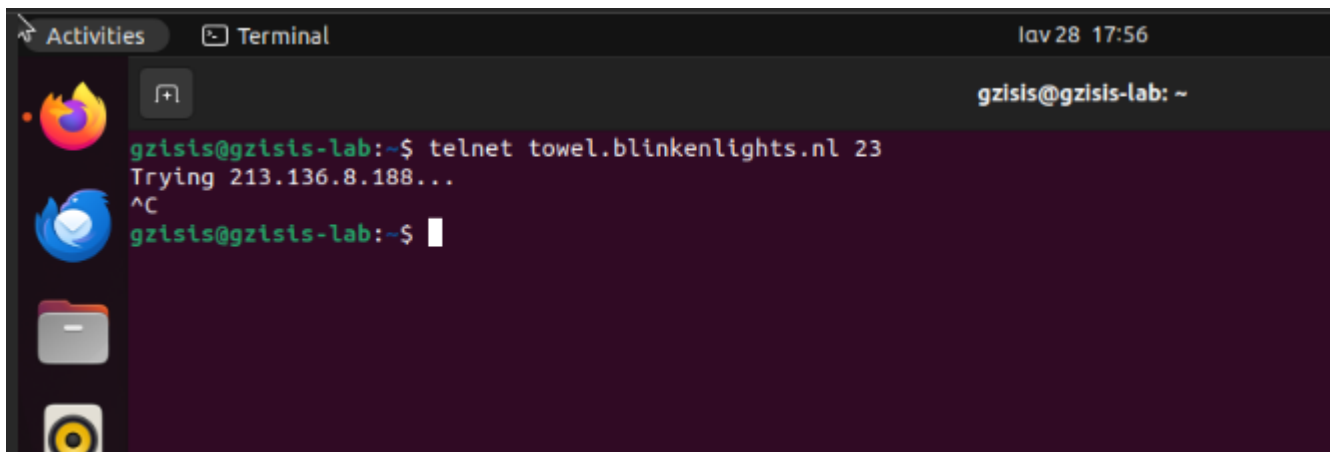 Activities
Terminal
Ιαν 28 17:56
gzisis@gzisis-lab: ~
gzisis@gzisis-lab:~$ telnet towel.blinkenlights.nl 23
Trying 213.136.8.188...
^C
gzisis@gzisis-lab:~$